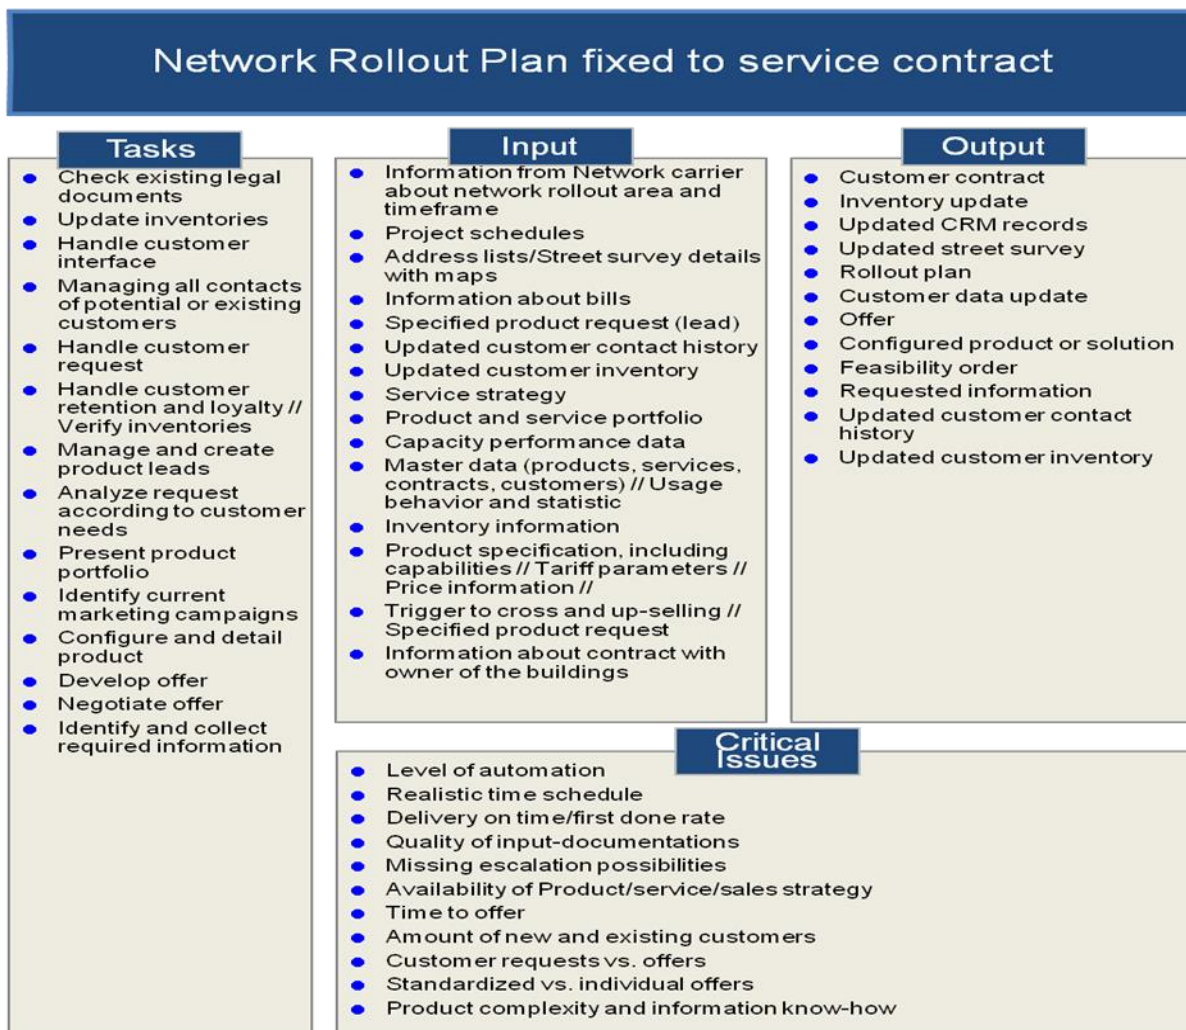 Network Rollout Plan fixed to service contract
Tasks
Check existing legal
documents
Update inventories
Handle customer
interface
Managing all contacts
of potential or existing
customers
Handle customer
request
Handle customer
retention and loyalty //
Verify inventories
Manage and create
product leads
Analyze request
according to customer
needs
Present product
portfolio
Identify current
marketing campaigns
Configure and detail
product
Develop offer
Negotiate offer
Identify and collect
required information
Input
Information from Network carrier
about network rollout area and
timeframe
Project schedules
Address lists/Street survey details
with maps
Information about bills
Specified product request (lead)
Updated customer contact history
Updated customer inventory
Service strategy
Product and service portfolio
Capacity performance data
Master data (products, services,
contracts, customers) // Usage
behavior and statistic
Inventory information
Product specification, including
capabilities // Tariff parameters //
Price information //
Trigger to cross and up-selling //
Specified product request
Information about contract with
owner of the buildings
Output
Customer contract
Inventory update
Updated CRM records
Updated street survey
Rollout plan
Customer data update
Offer
Configured product or solution
Feasibility order
Requested information
Updated customer contact
history
Updated customer inventory
Critical
Issues
Level of automation
Realistic time schedule
Delivery on time/first done rate
Quality of input-documentations
Missing escalation possibilities
Availability of Product/service/sales strategy
Time to offer
Amount of new and existing customers
Customer requests vs. offers
Standardized vs. individual offers
Product complexity and information know-how